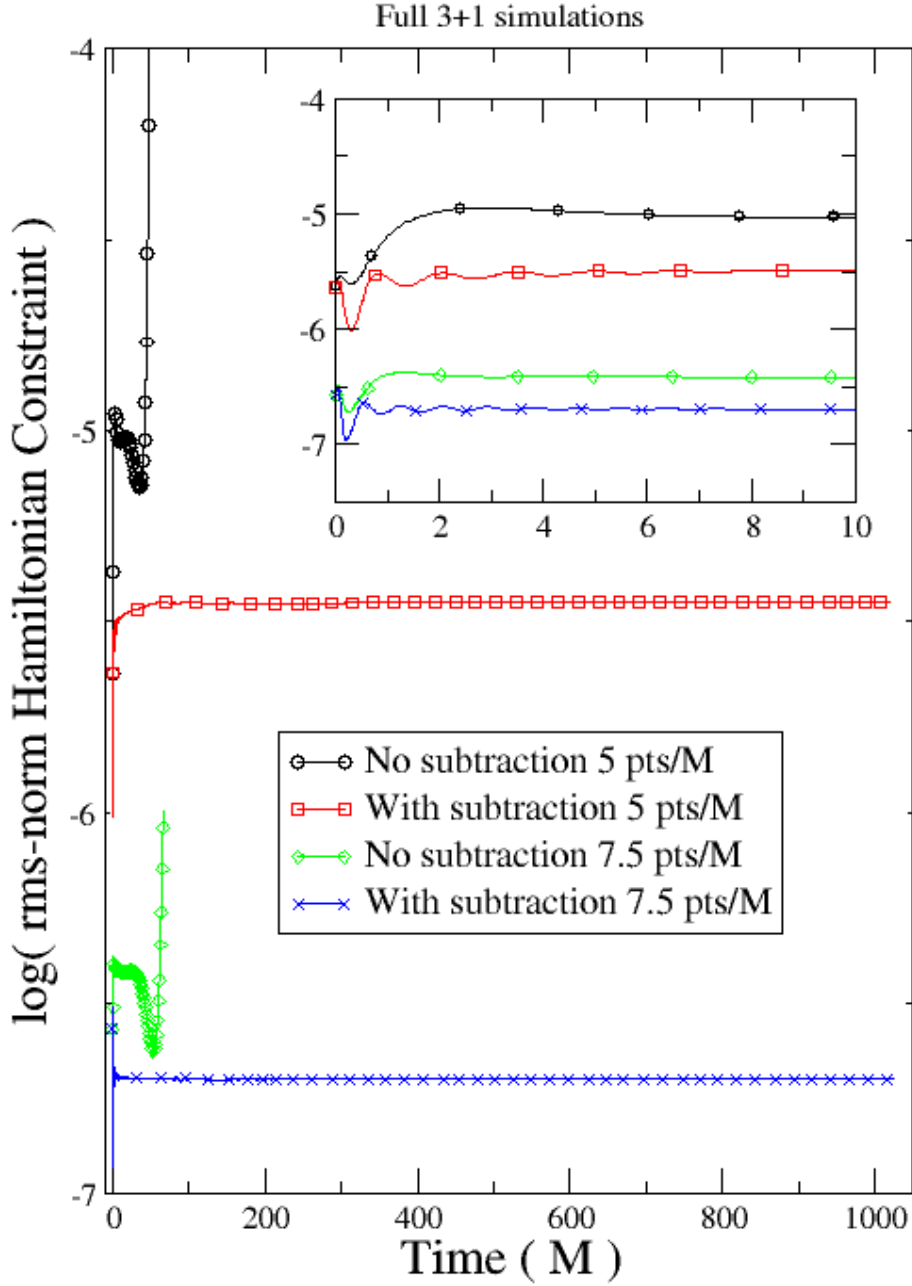 Full 3+1 simulations
-4
-5
-6
-7
log( rms-norm Hamiltonian Constraint )
-4
-5
-6
-7
0 2 4 6 8 10
No subtraction 5 pts/M
With subtraction 5 pts/M
No subtraction 7.5 pts/M
With subtraction 7.5 pts/M
0 200 400 600 800 1000
Time ( M )